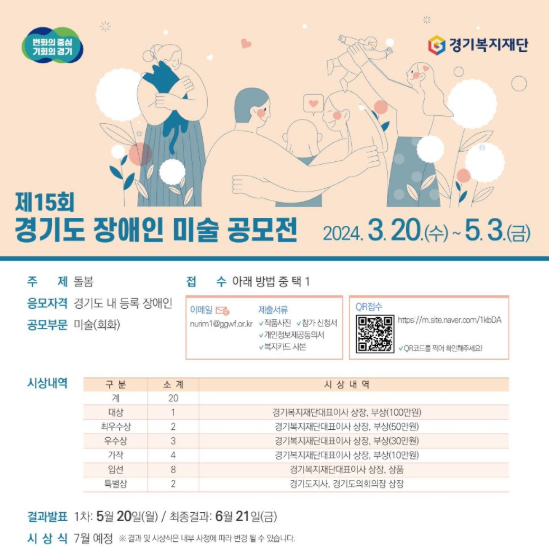 변화의 중심
기회의 경기
경기복지재단
제15회
경기도 장애인 미술 공모전 2024. 3. 20.(수) ~ 5. 3.(금)
주 제 돌봄
응모자격 경기도 내 등록 장애인
공모부문 미술(회화)
접 수 아래 방법 중 택 1
이메일
nurim1@ggwf.or.kr
제출서류
✓작품사진 ✓참가 신청서
✓개인정보제공동의서
✓복지카드 사본
QR접수
https://m.site.naver.com/1kbDA
✓QR코드를 찍어 확인해주세요!
시상내역
구 분 소 계 시 상 내 역
계 20
대상 1 경기복지재단대표이사 상장, 부상(100만원)
최우수상 2 경기복지재단대표이사 상장, 부상(50만원)
우수상 3 경기복지재단대표이사 상장, 부상(30만원)
가작 4 경기복지재단대표이사 상장, 부상(10만원)
입선 8 경기복지재단대표이사 상장, 상품
특별상 2 경기도지사, 경기도의회의장 상장
결과발표 1차: 5월 20일(월) / 최종결과: 6월 21일(금)
시 상 식 7월 예정 ※ 결과 및 시상식은 내부 사정에 따라 변경 될 수 있습니다.